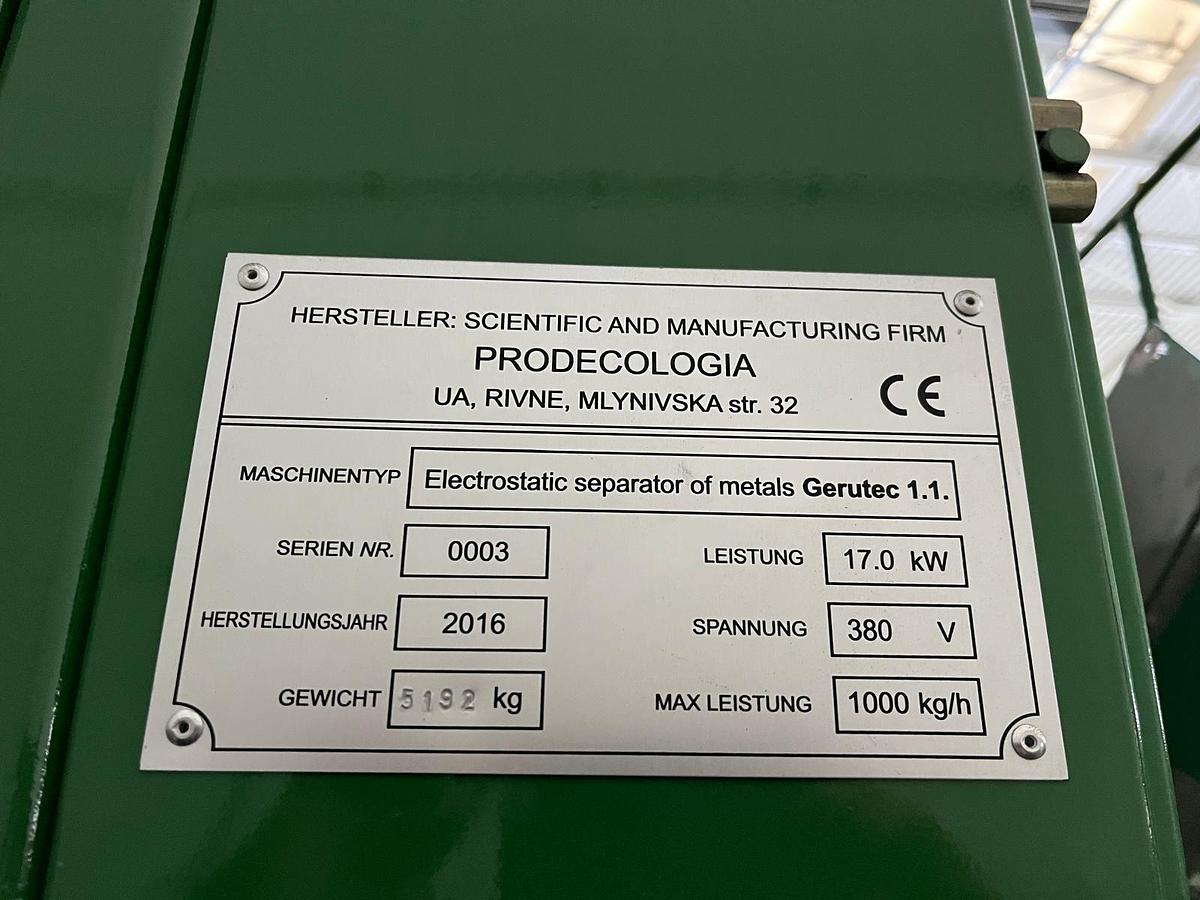 HERSTELLER: SCIENTIFIC AND MANUFACTURING FIRM
PRODECOLOGIA
UA, RIVNE, MLYNIVSKA str. 32
CE
MASCHINENTYP Electrostatic separator of metals Gerutec 1.1.
SERIEN NR. 0003 LEISTUNG 17.0 kW
HERSTELLUNGSJAHR 2016 SPANNUNG 380 V
GEWICHT 5192 kg MAX LEISTUNG 1000 kg/h